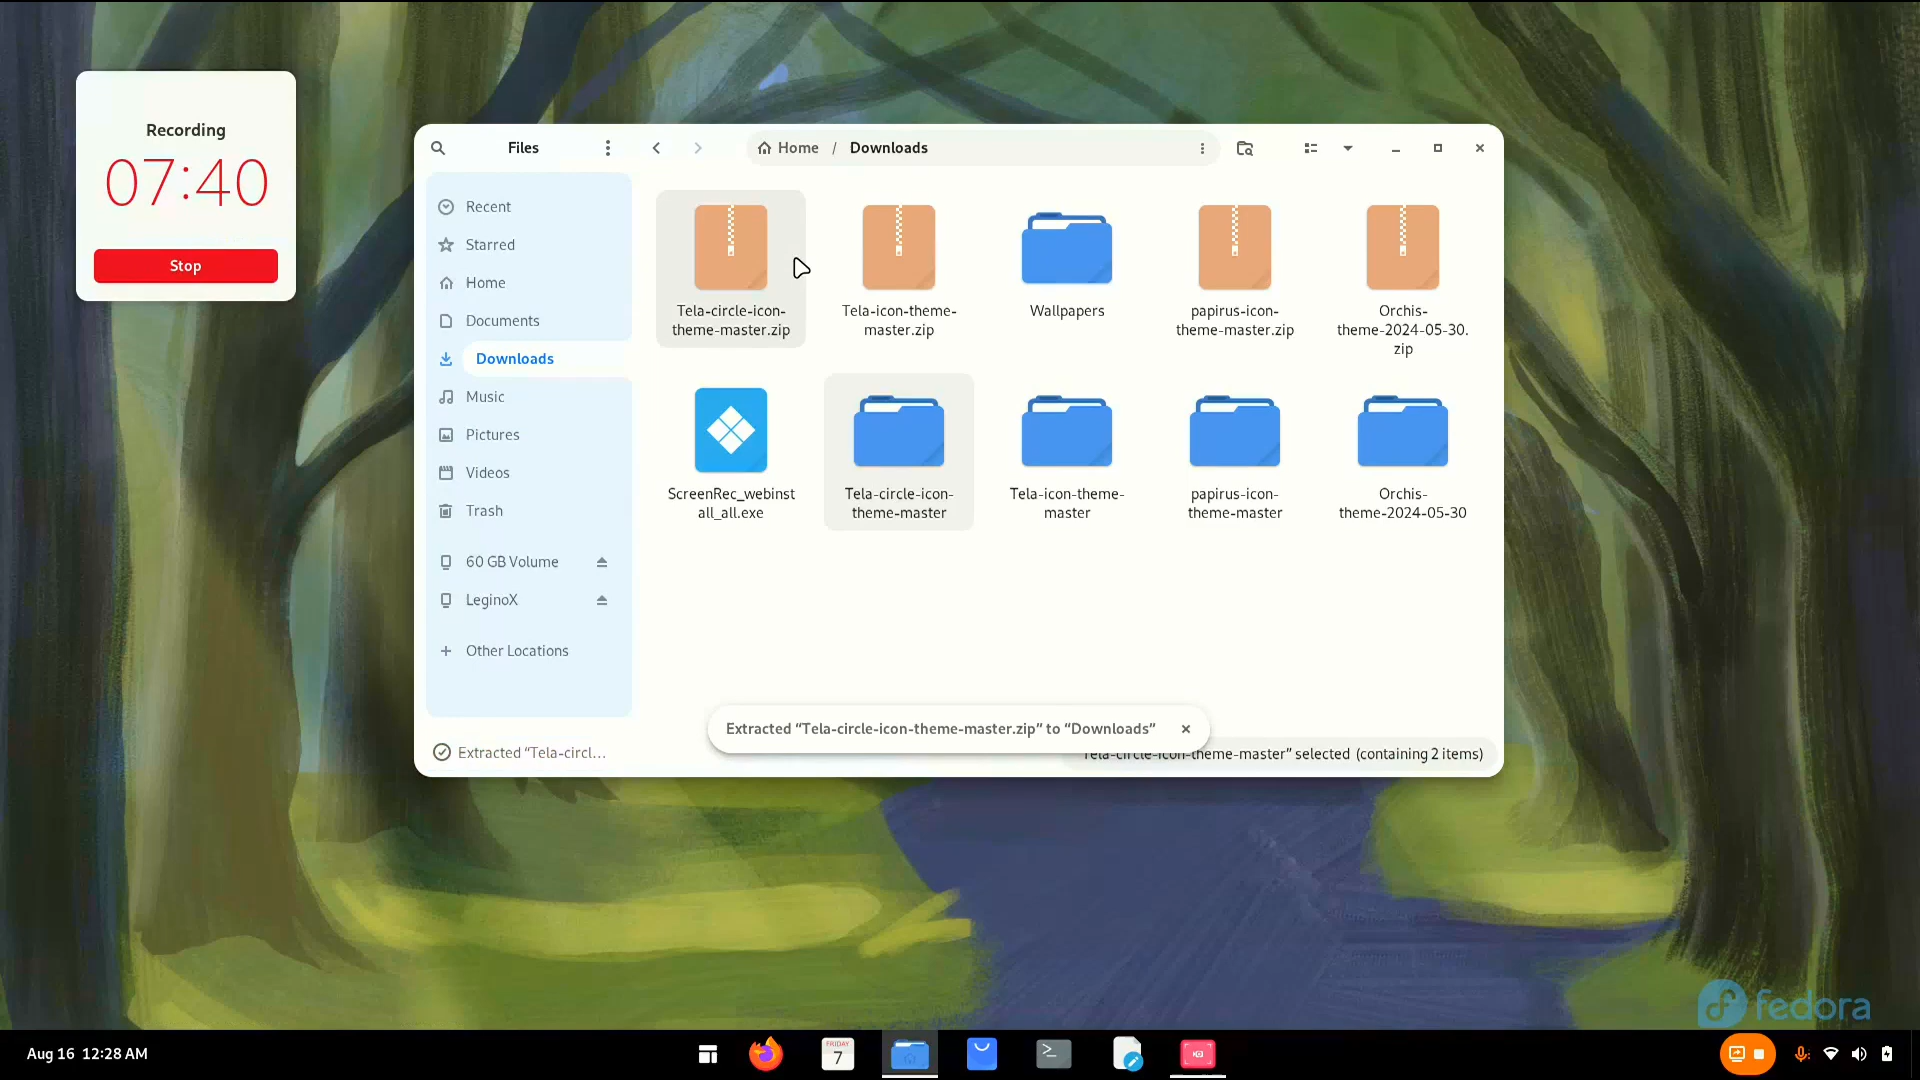 Recording
07:40
Stop
Files
Home / Downloads
Recent
Starred
Home
Documents
Downloads
Music
Pictures
Videos
Trash
60 GB Volume
LeginoX
Other Locations
Tela-circle-icon-
theme-master.zip
Tela-icon-theme-
master.zip
Wallpapers
papirus-icon-
theme-master.zip
Orchis-
theme-2024-05-30.
zip
ScreenRec_webinst
all_all.exe
Tela-circle-icon-
theme-master
Tela-icon-theme-
master
papirus-icon-
theme-master
Orchis-
theme-2024-05-30
Extracted “Tela-circle-icon-theme-master.zip” to “Downloads”
Extracted “Tela-circl...
Tela-circle-icon-theme-master” selected (containing 2 items)
fedora
Aug 16 12:28 AM
FRIDAY
7